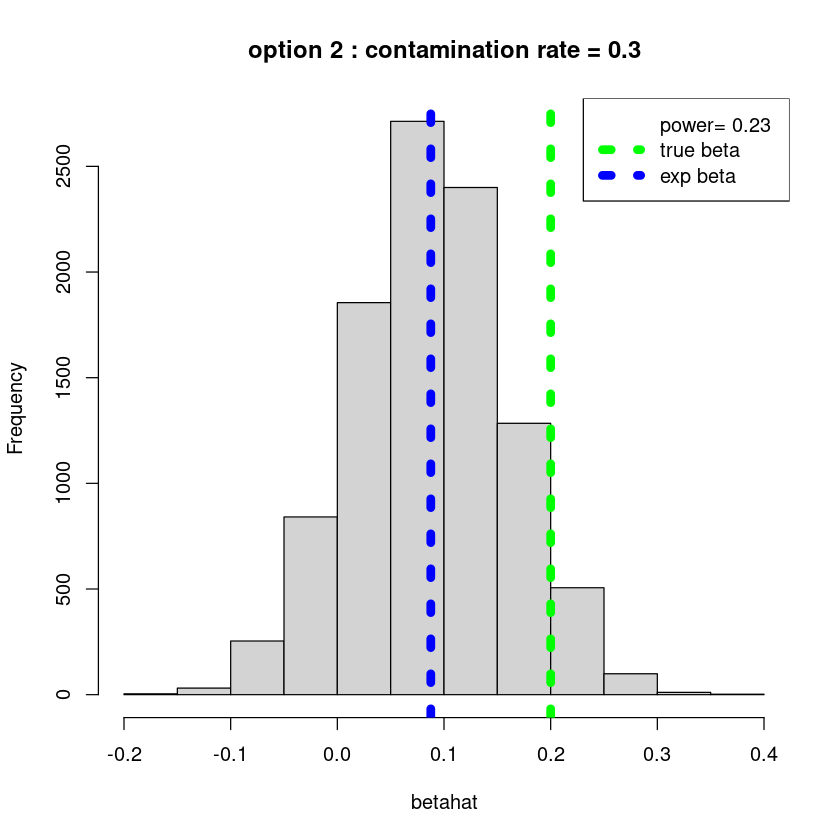 option 2 : contamination rate = 0.3
power= 0.23
true beta
exp beta
Frequency
2500
2000
1500
1000
500
0
-0.2 -0.1 0.0 0.1 0.2 0.3 0.4
betahat